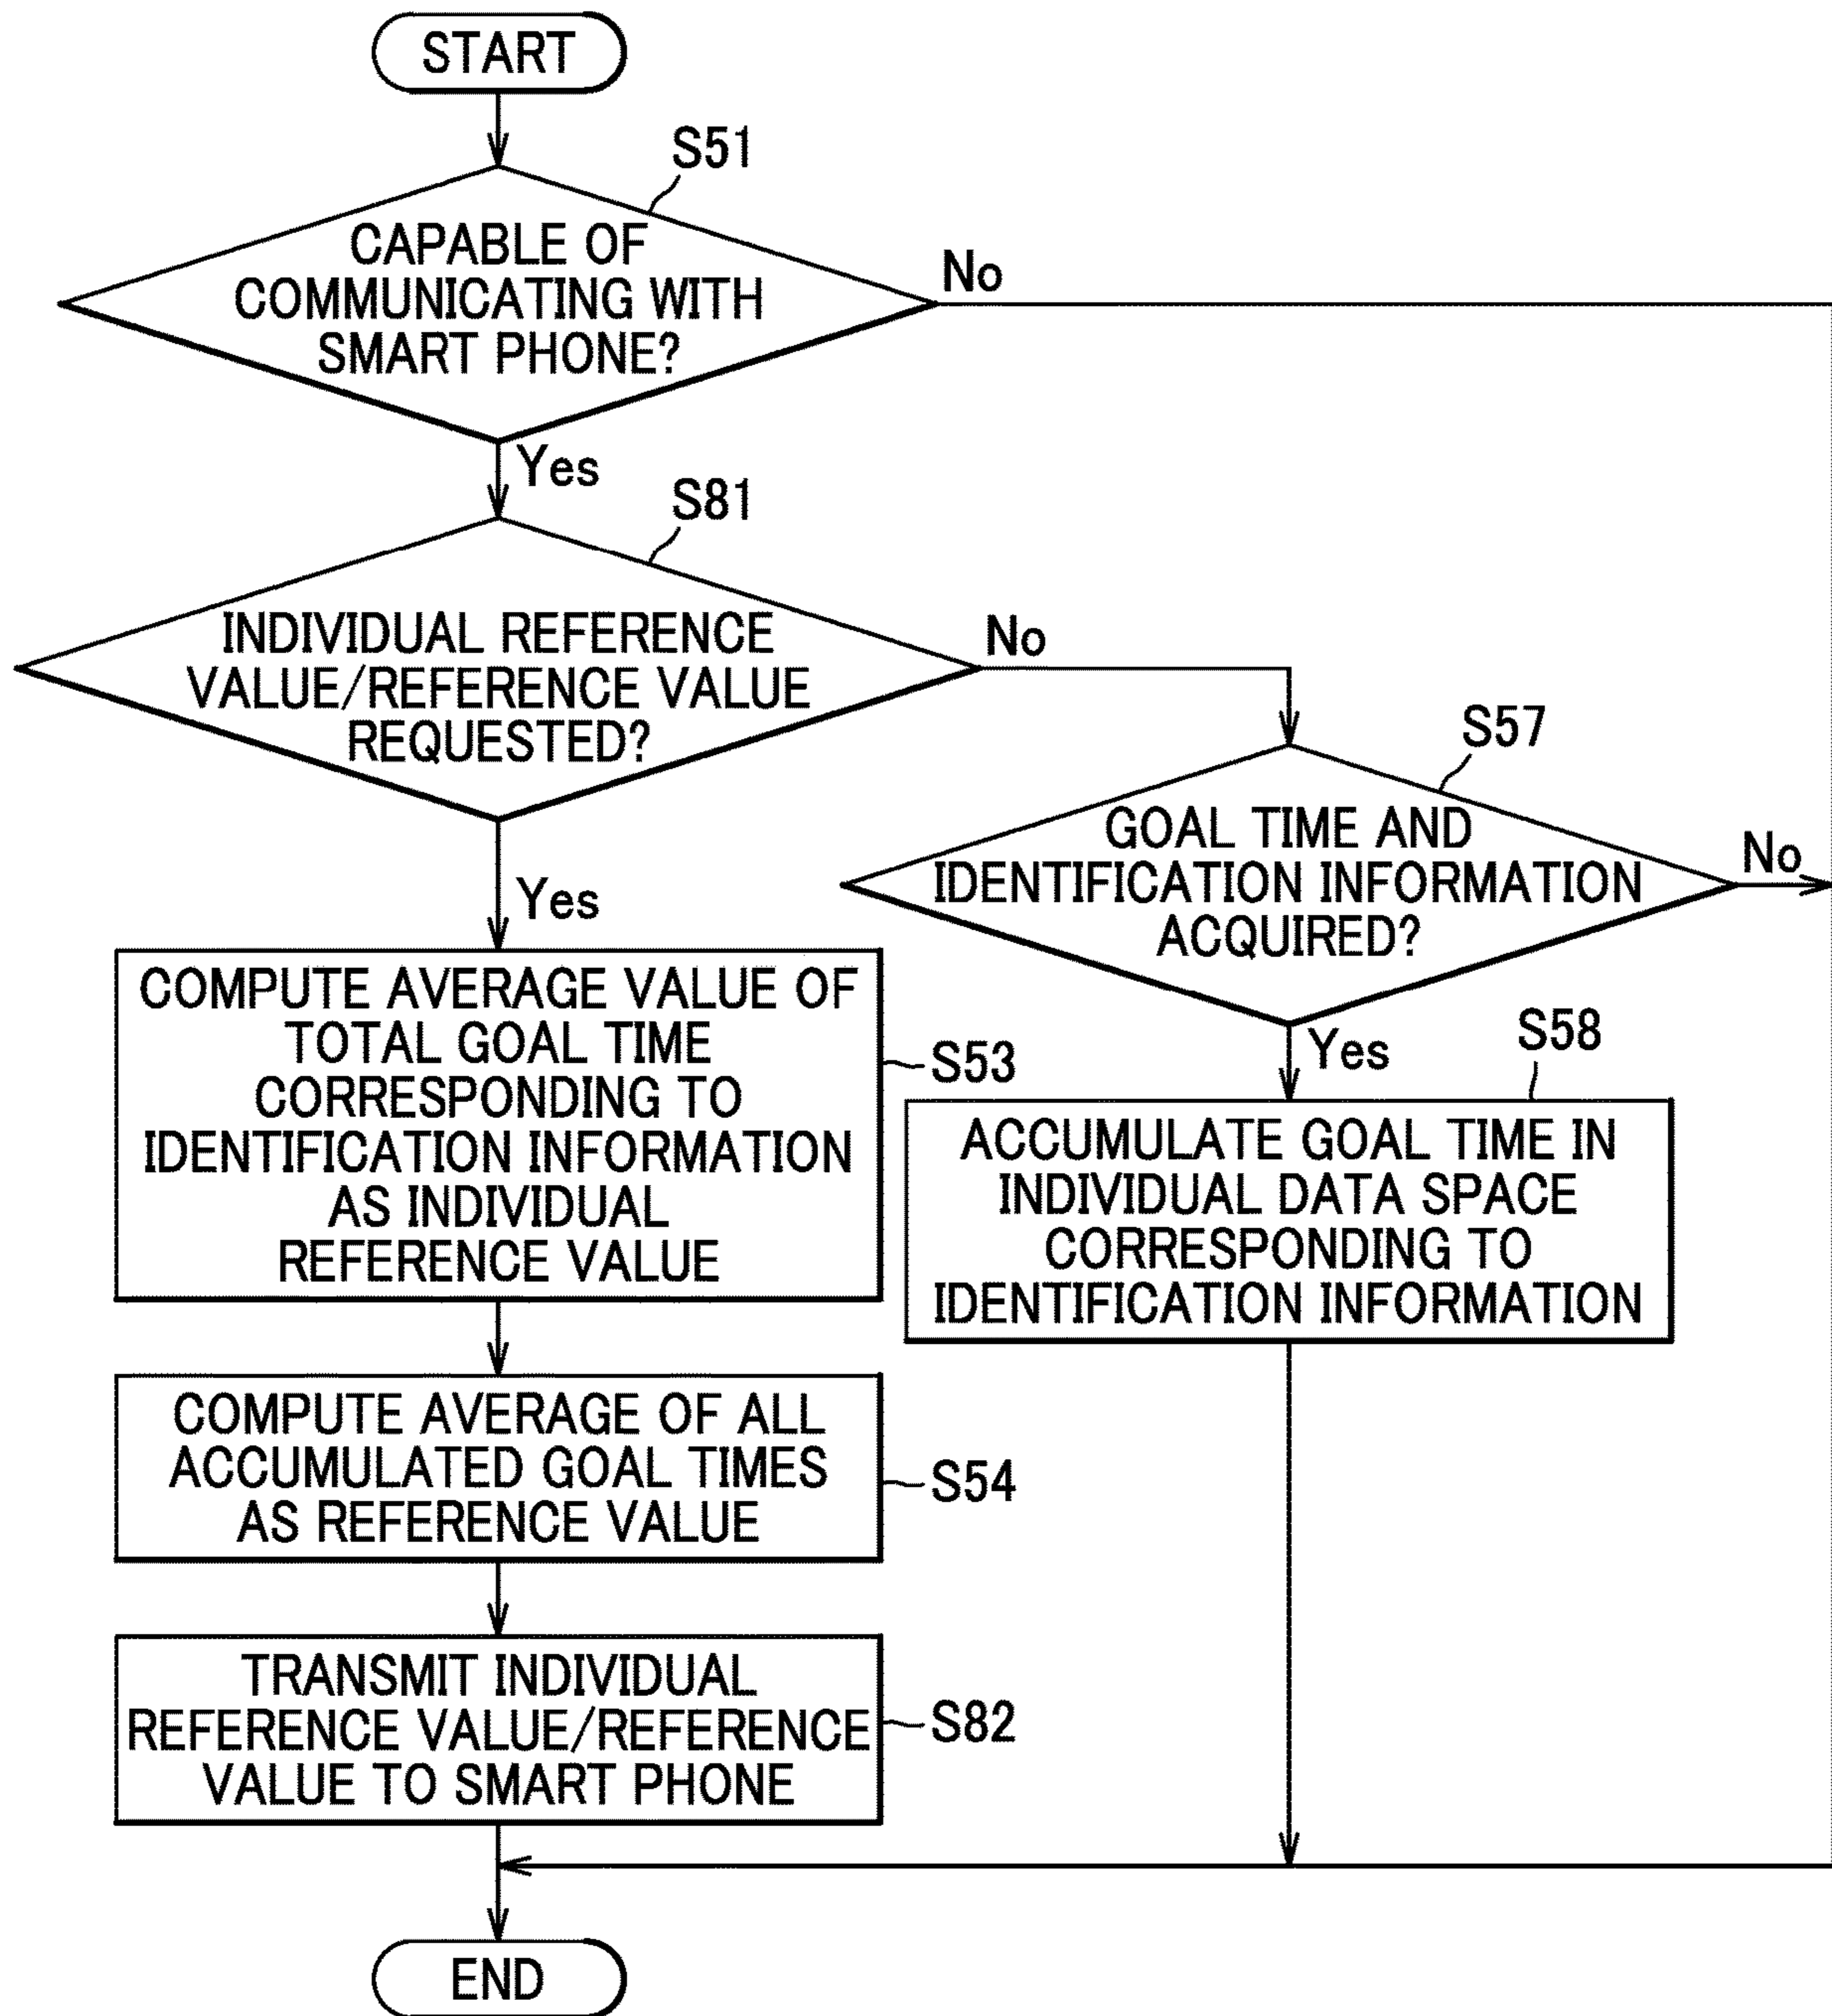 START
S51
CAPABLE OF
COMMUNICATING WITH
SMART PHONE?
No
Yes
S81
INDIVIDUAL REFERENCE
VALUE/REFERENCE VALUE
REQUESTED?
No
Yes
S57
GOAL TIME AND
IDENTIFICATION INFORMATION
ACQUIRED?
No
Yes
COMPUTE AVERAGE VALUE OF
TOTAL GOAL TIME
CORRESPONDING TO
IDENTIFICATION INFORMATION
AS INDIVIDUAL
REFERENCE VALUE
S53
S58
ACCUMULATE GOAL TIME IN
INDIVIDUAL DATA SPACE
CORRESPONDING TO
IDENTIFICATION INFORMATION
COMPUTE AVERAGE OF ALL
ACCUMULATED GOAL TIMES
AS REFERENCE VALUE
S54
TRANSMIT INDIVIDUAL
REFERENCE VALUE/REFERENCE
VALUE TO SMART PHONE
S82
END